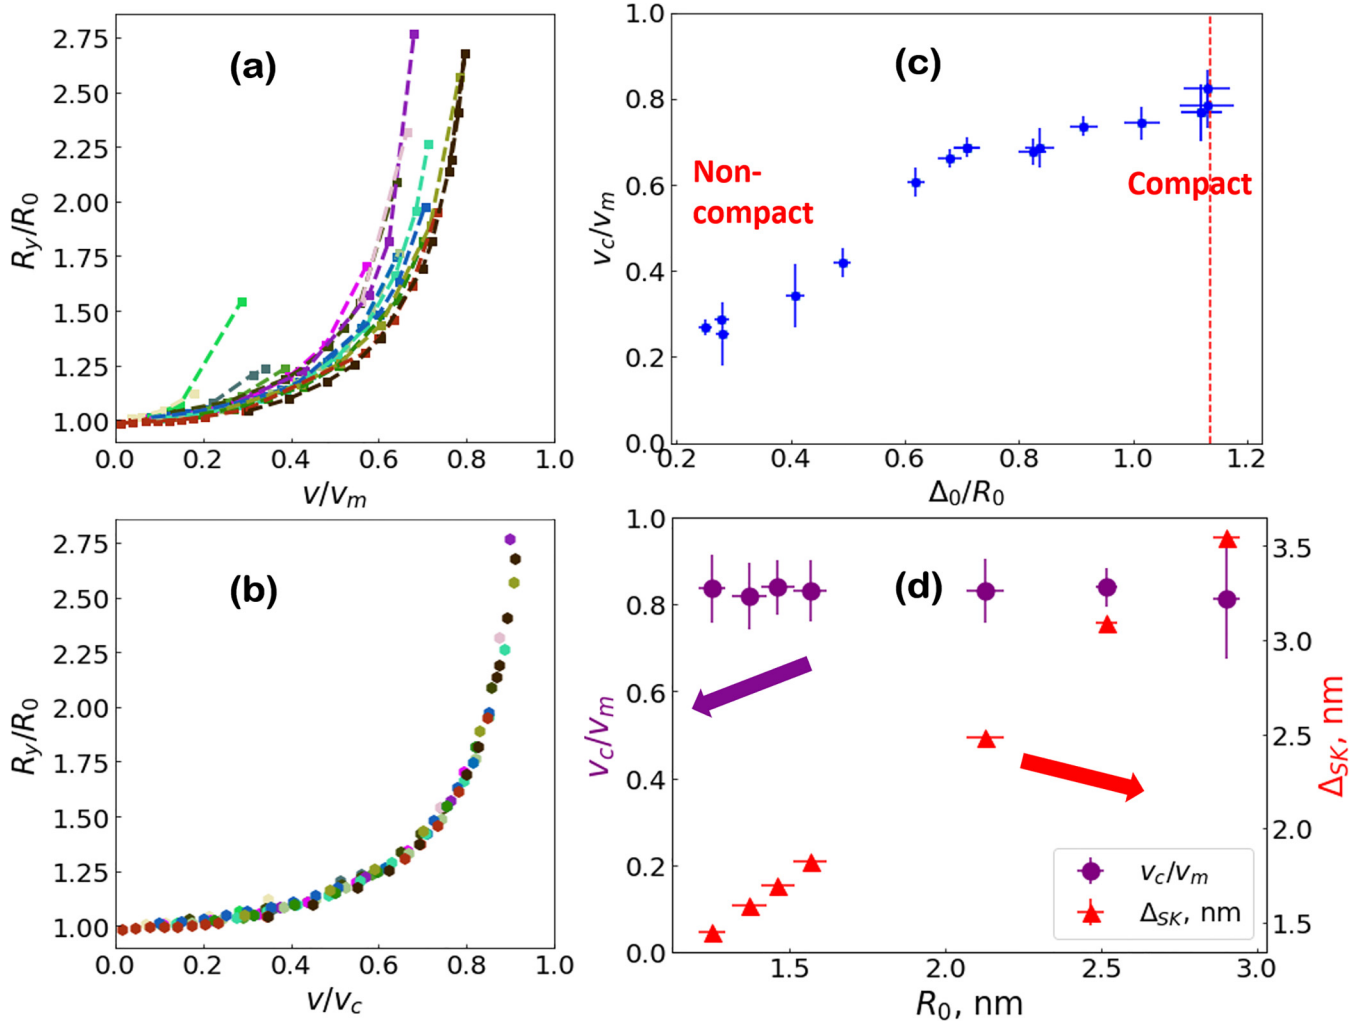 (a)
R_y/R_0
2.75
2.50
2.25
2.00
1.75
1.50
1.25
1.00
0.0 0.2 0.4 0.6 0.8 1.0
v/v_m
(c)
v_c/v_m
1.0
0.8
0.6
0.4
0.2
0.0
Non-
compact
Compact
0.2 0.4 0.6 0.8 1.0 1.2
Δ_0/R_0
(b)
R_y/R_0
2.75
2.50
2.25
2.00
1.75
1.50
1.25
1.00
0.0 0.2 0.4 0.6 0.8 1.0
v/v_c
(d)
v_c/v_m
1.0
0.8
0.6
0.4
0.2
0.0
3.5
3.0
2.5
2.0
1.5
Δ_SK, nm
v_c/v_m
Δ_SK, nm
1.5 2.0 2.5 3.0
R_0, nm